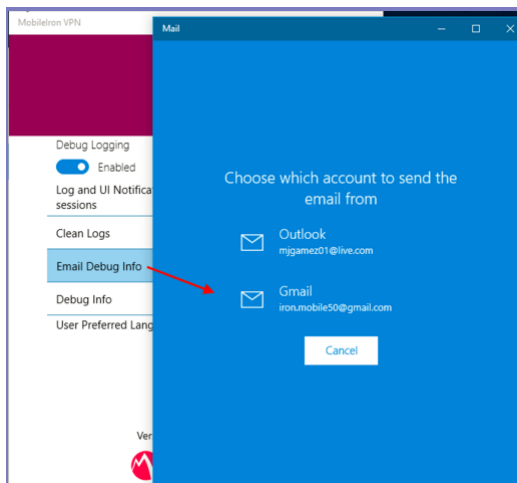 MobileIron VPN
Mail
Debug Logging
Enabled
Log and UI Notifica
sessions
Clean Logs
Email Debug Info
Debug Info
User Preferred Lang
Ver
Choose which account to send the
email from
Outlook
mjgamez01@live.com
Gmail
iron.mobile50@gmail.com
Cancel